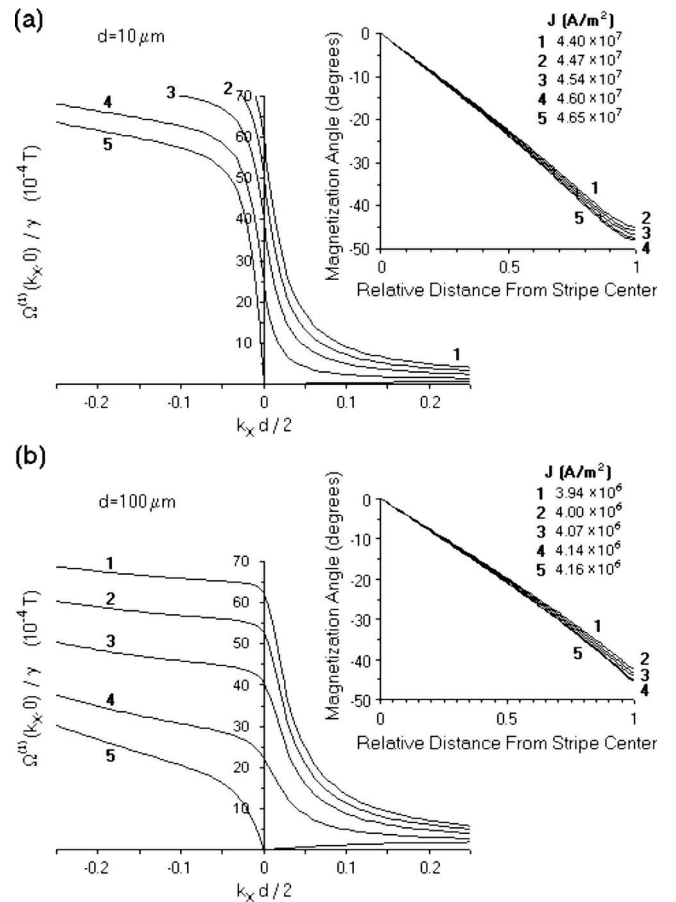 (a)
d=10 μm
Ω⁽¹⁾(kₓ,0) / γ (10⁻⁴ T)
70
60
50
40
30
20
10
-0.2
-0.1
0
0.1
0.2
kₓ d / 2
1
2
3
4
5
Magnetization Angle (degrees)
0
-10
-20
-30
-40
-50
0
0.5
1
Relative Distance From Stripe Center
1
2
3
4
5
J (A/m²)
1 4.40 ×10⁷
2 4.47 ×10⁷
3 4.54 ×10⁷
4 4.60 ×10⁷
5 4.65 ×10⁷
(b)
d=100 μm
Ω⁽¹⁾(kₓ,0) / γ (10⁻⁴ T)
70
60
50
40
30
20
10
-0.2
-0.1
0
0.1
0.2
kₓ d / 2
1
2
3
4
5
Magnetization Angle (degrees)
0
-10
-20
-30
-40
-50
0
0.5
1
Relative Distance From Stripe Center
1
2
3
4
5
J (A/m²)
1 3.94 ×10⁶
2 4.00 ×10⁶
3 4.07 ×10⁶
4 4.14 ×10⁶
5 4.16 ×10⁶